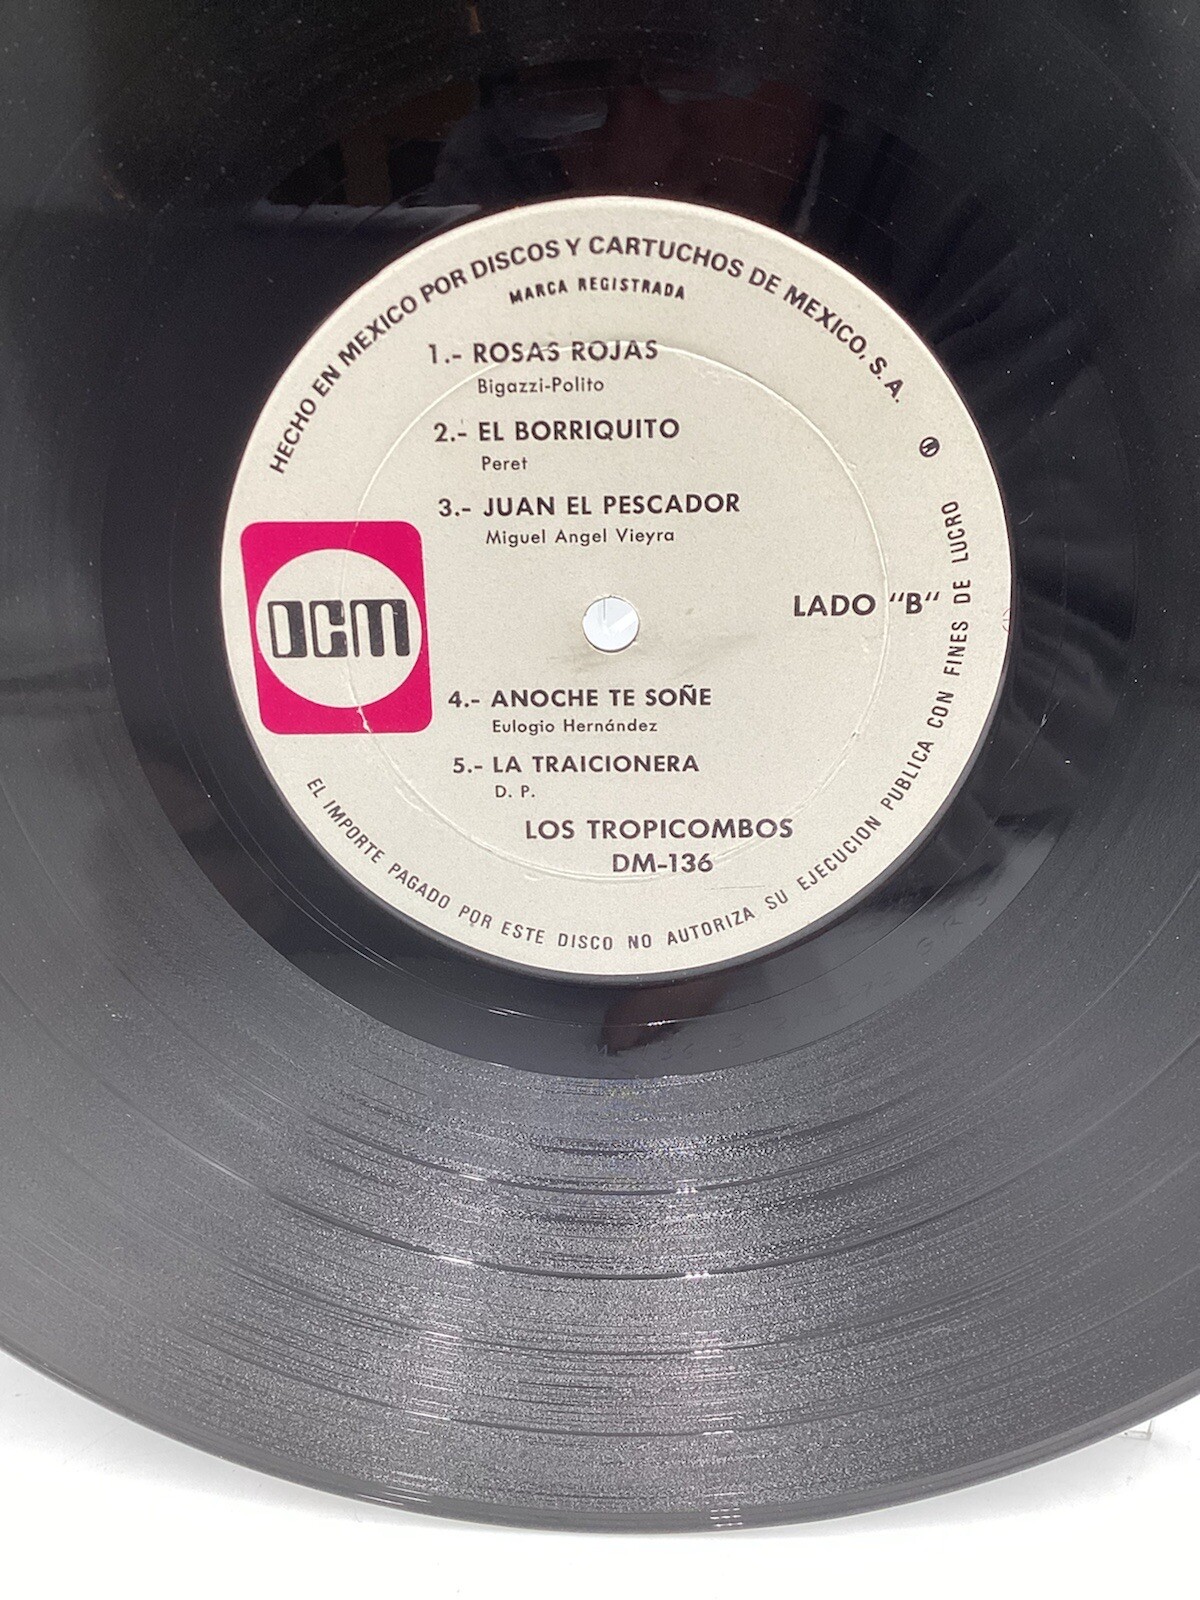 HECHO EN MEXICO POR DISCOS Y CARTUCHOS DE MEXICO, S.A.
MARCA REGISTRADA
1.- ROSAS ROJAS
Bigazzi-Polito
2.- EL BORRIQUITO
Peret
3.- JUAN EL PESCADOR
Miguel Angel Vieyra
DCM
LADO "B"
4.- ANOCHE TE SOÑE
Eulogio Hernández
5.- LA TRAICIONERA
D. P.
LOS TROPICOMBOS
DM-136
EL IMPORTE PAGADO POR ESTE DISCO NO AUTORIZA SU EJECUCION PUBLICA CON FINES DE LUCRO